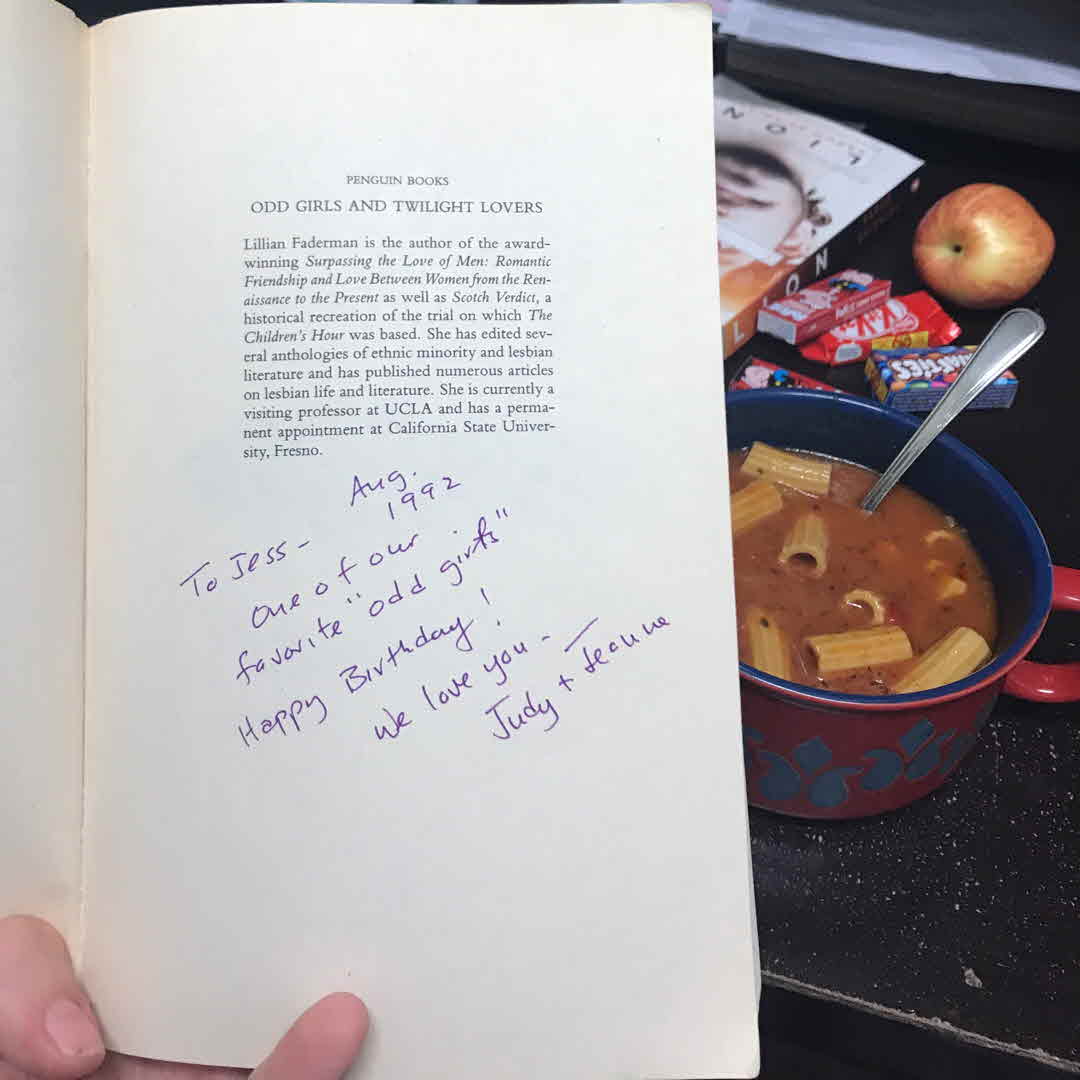 PENGUIN BOOKS
ODD GIRLS AND TWILIGHT LOVERS
Lillian Faderman is the author of the award-
winning Surpassing the Love of Men: Romantic
Friendship and Love Between Women from the Ren-
aissance to the Present as well as Scotch Verdict, a
historical recreation of the trial on which The
Children's Hour was based. She has edited sev-
eral anthologies of ethnic minority and lesbian
literature and has published numerous articles
on lesbian life and literature. She is currently a
visiting professor at UCLA and has a perma-
nent appointment at California State Univer-
sity, Fresno.
Aug.
1992
To Jess-
one of our
favorite "odd girls"
Happy Birthday!
We love you-
Judy + Jeanne
LION
LION
SMARTIES